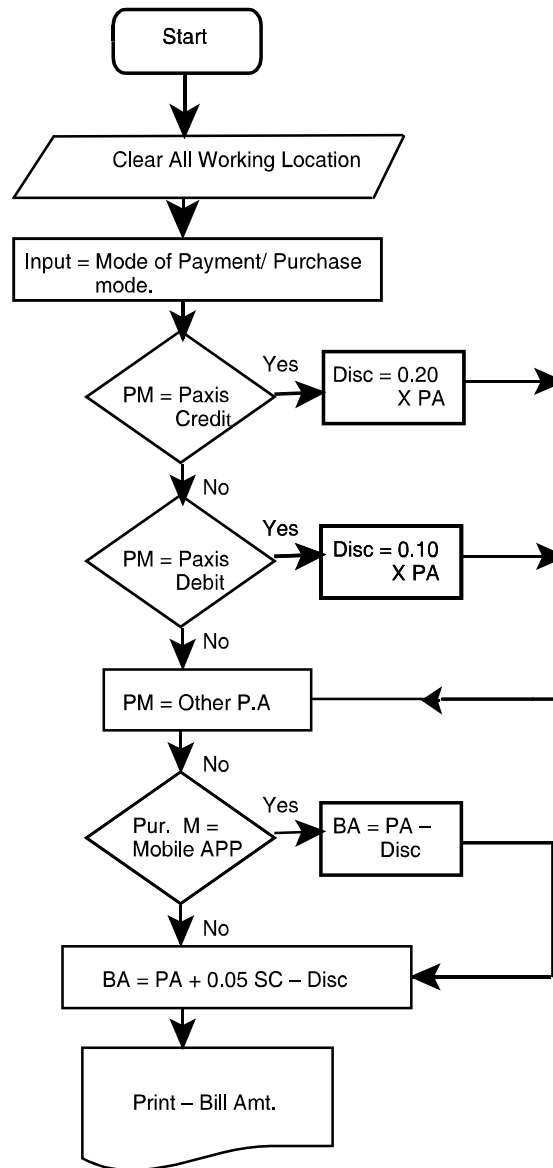 Start
Clear All Working Location
Input = Mode of Payment/ Purchase
mode.
PM = Paxis
Credit
Yes
Disc = 0.20
X PA
No
PM = Paxis
Debit
Yes
Disc = 0.10
X PA
No
PM = Other P.A
No
Pur. M =
Mobile APP
Yes
BA = PA –
Disc
No
BA = PA + 0.05 SC – Disc
Print – Bill Amt.